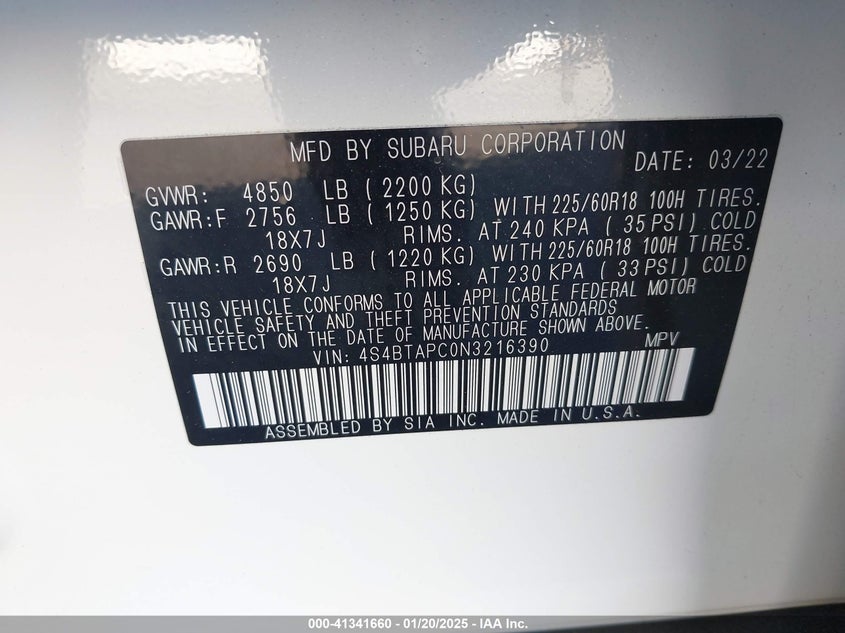 MFD BY SUBARU CORPORATION
DATE: 03/22
GVWR: 4850 LB ( 2200 KG)
GAWR:F 2756 LB ( 1250 KG) WITH 225/60R18 100H TIRES.
18X7J RIMS. AT 240 KPA ( 35 PSI) COLD
GAWR:R 2690 LB ( 1220 KG) WITH 225/60R18 100H TIRES.
18X7J RIMS. AT 230 KPA ( 33 PSI) COLD
THIS VEHICLE CONFORMS TO ALL APPLICABLE FEDERAL MOTOR
VEHICLE SAFETY AND THEFT PREVENTION STANDARDS
IN EFFECT ON THE DATE OF MANUFACTURE SHOWN ABOVE.
VIN: 4S4BTAPC0N3216390 MPV
ASSEMBLED BY SIA INC. MADE IN U.S.A.
000-41341660 — 01/20/2025 - IAA Inc.